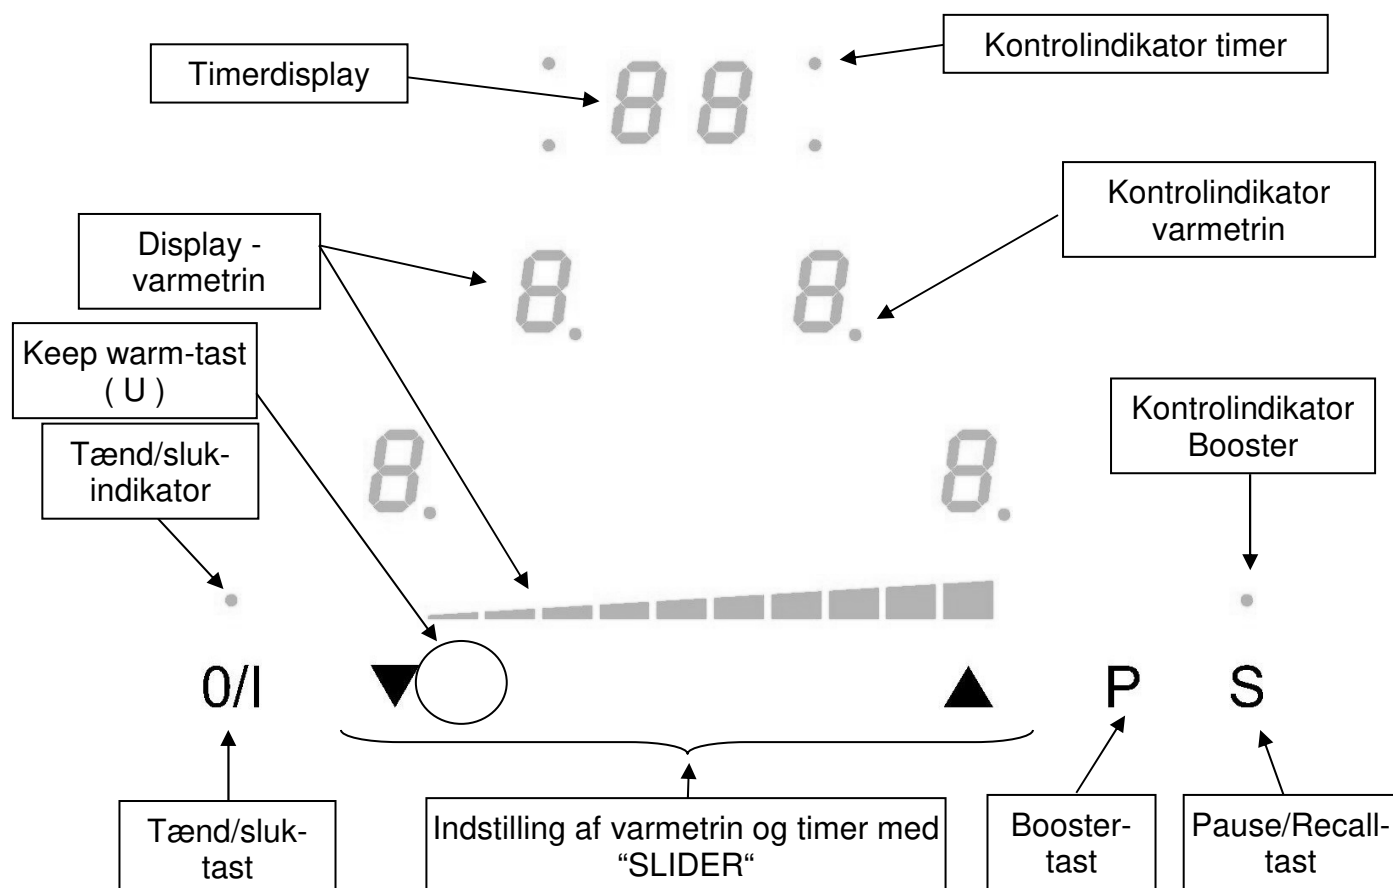 Kontrolindikator timer
Timerdisplay
88
Kontrolindikator
varmetrin
Display -
varmetrin
8.
8.
Keep warm-tast
( U )
Kontrolindikator
Booster
Tænd/sluk-
indikator
8.
8.
0/I
▼
▲
P
S
Tænd/sluk-
tast
Indstilling af varmetrin og timer med
“SLIDER“
Booster-
tast
Pause/Recall-
tast